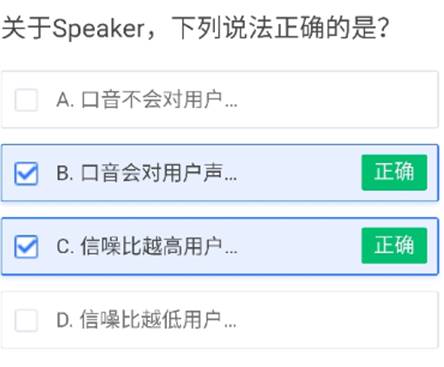 关于Speaker，下列说法正确的是？
A. 口音不会对用户...
B. 口音会对用户声...
正确
C. 信噪比越高用户...
正确
D. 信噪比越低用户...